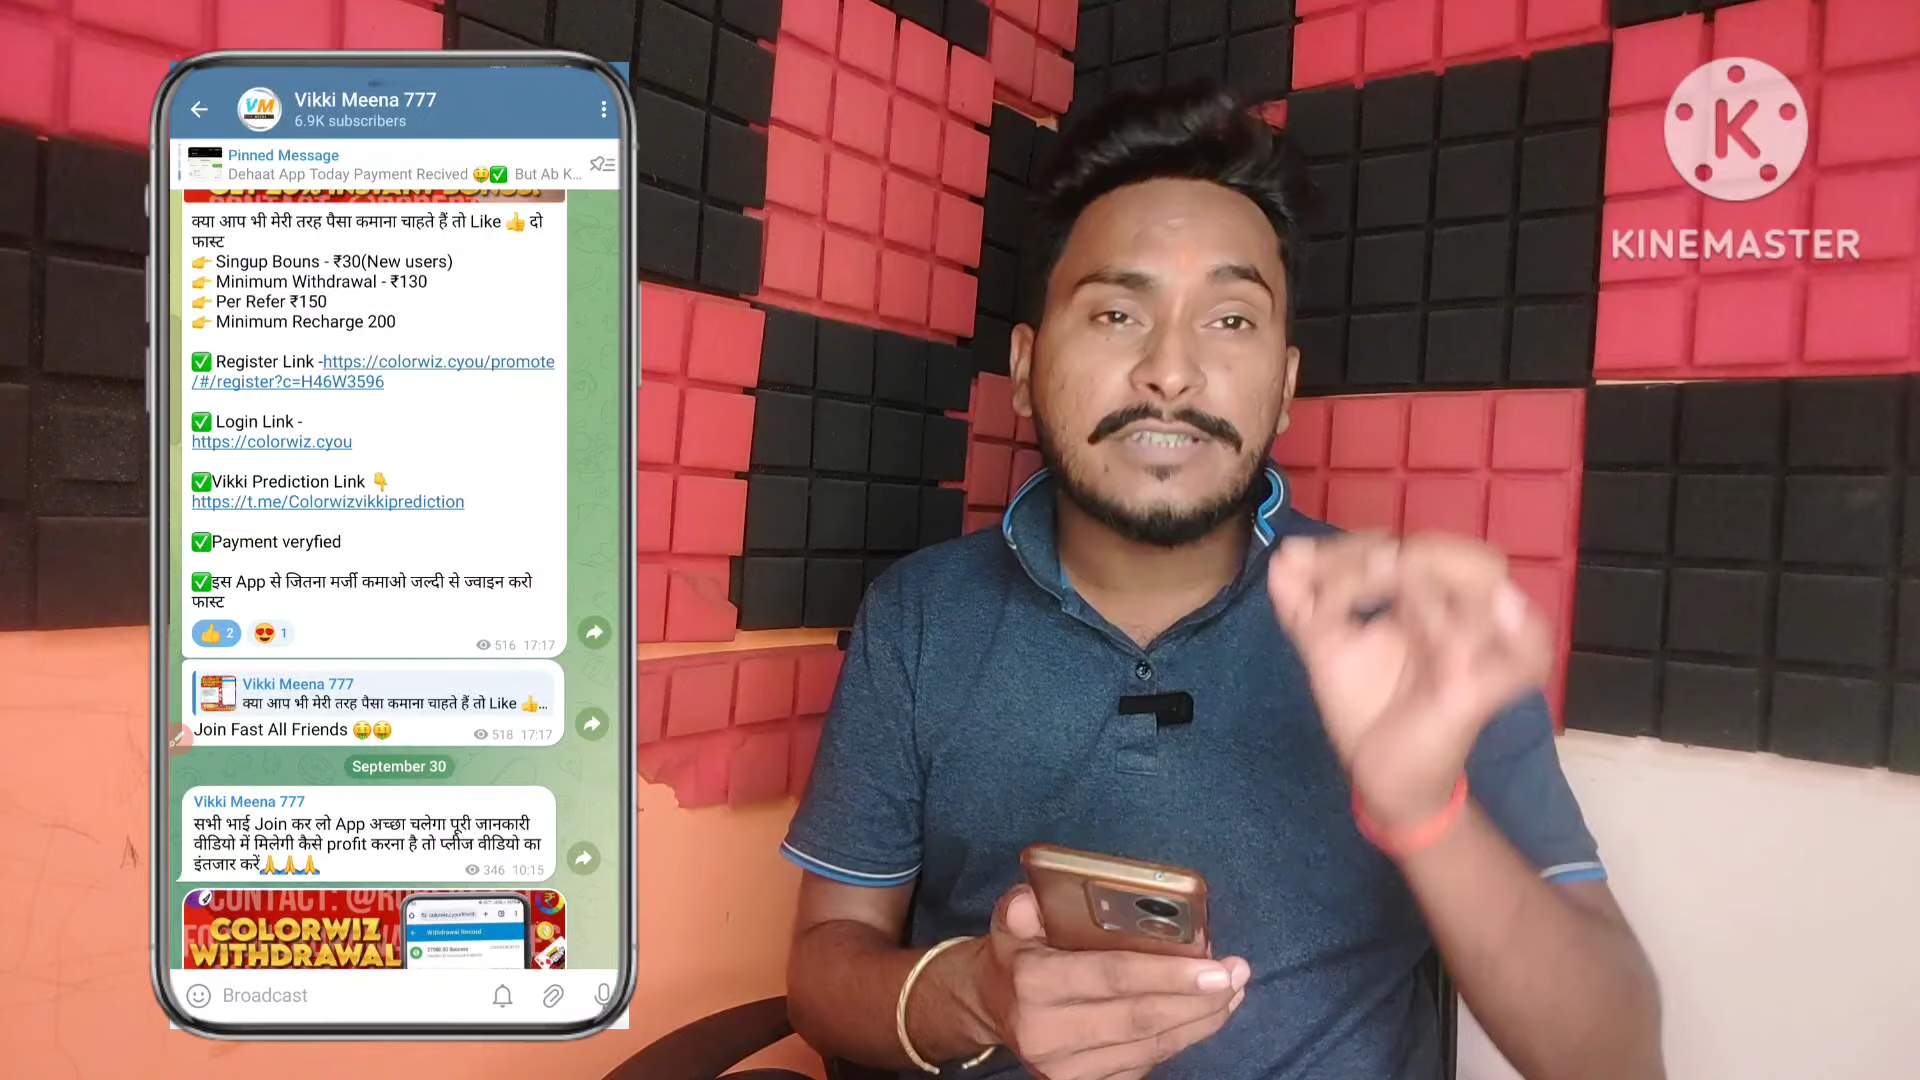 Vikki Meena 777
6.9K subscribers
Pinned Message
Dehaat App Today Payment Recived 🤑✅ But Ab K...
क्या आप भी मेरी तरह पैसा कमाना चाहते हैं तो Like 👍 दो
फास्ट
👉 Singup Bouns - ₹30(New users)
👉 Minimum Withdrawal - ₹130
👉 Per Refer ₹150
👉 Minimum Recharge 200
✅ Register Link -https://colorwiz.cyou/promote
/#/register?c=H46W3596
✅ Login Link -
https://colorwiz.cyou
✅Vikki Prediction Link 👇
https://t.me/Colorwizvikkiprediction
✅Payment veryfied
✅इस App से जितना मर्जी कमाओ जल्दी से ज्वाइन करो
फास्ट
👍 2 😍 1
516 17:17
Vikki Meena 777
क्या आप भी मेरी तरह पैसा कमाना चाहते हैं तो Like 👍...
Join Fast All Friends 🤑🤑
518 17:17
September 30
Vikki Meena 777
सभी भाई Join कर लो App अच्छा चलेगा पूरी जानकारी
वीडियो में मिलेगी कैसे profit करना है तो प्लीज वीडियो का
इंतजार करें🙏🙏🙏
346 10:15
CONTACT:
COLORWIZ
WITHDRAWAL
Withdrawal Record
Broadcast
VM
K
KINEMASTER